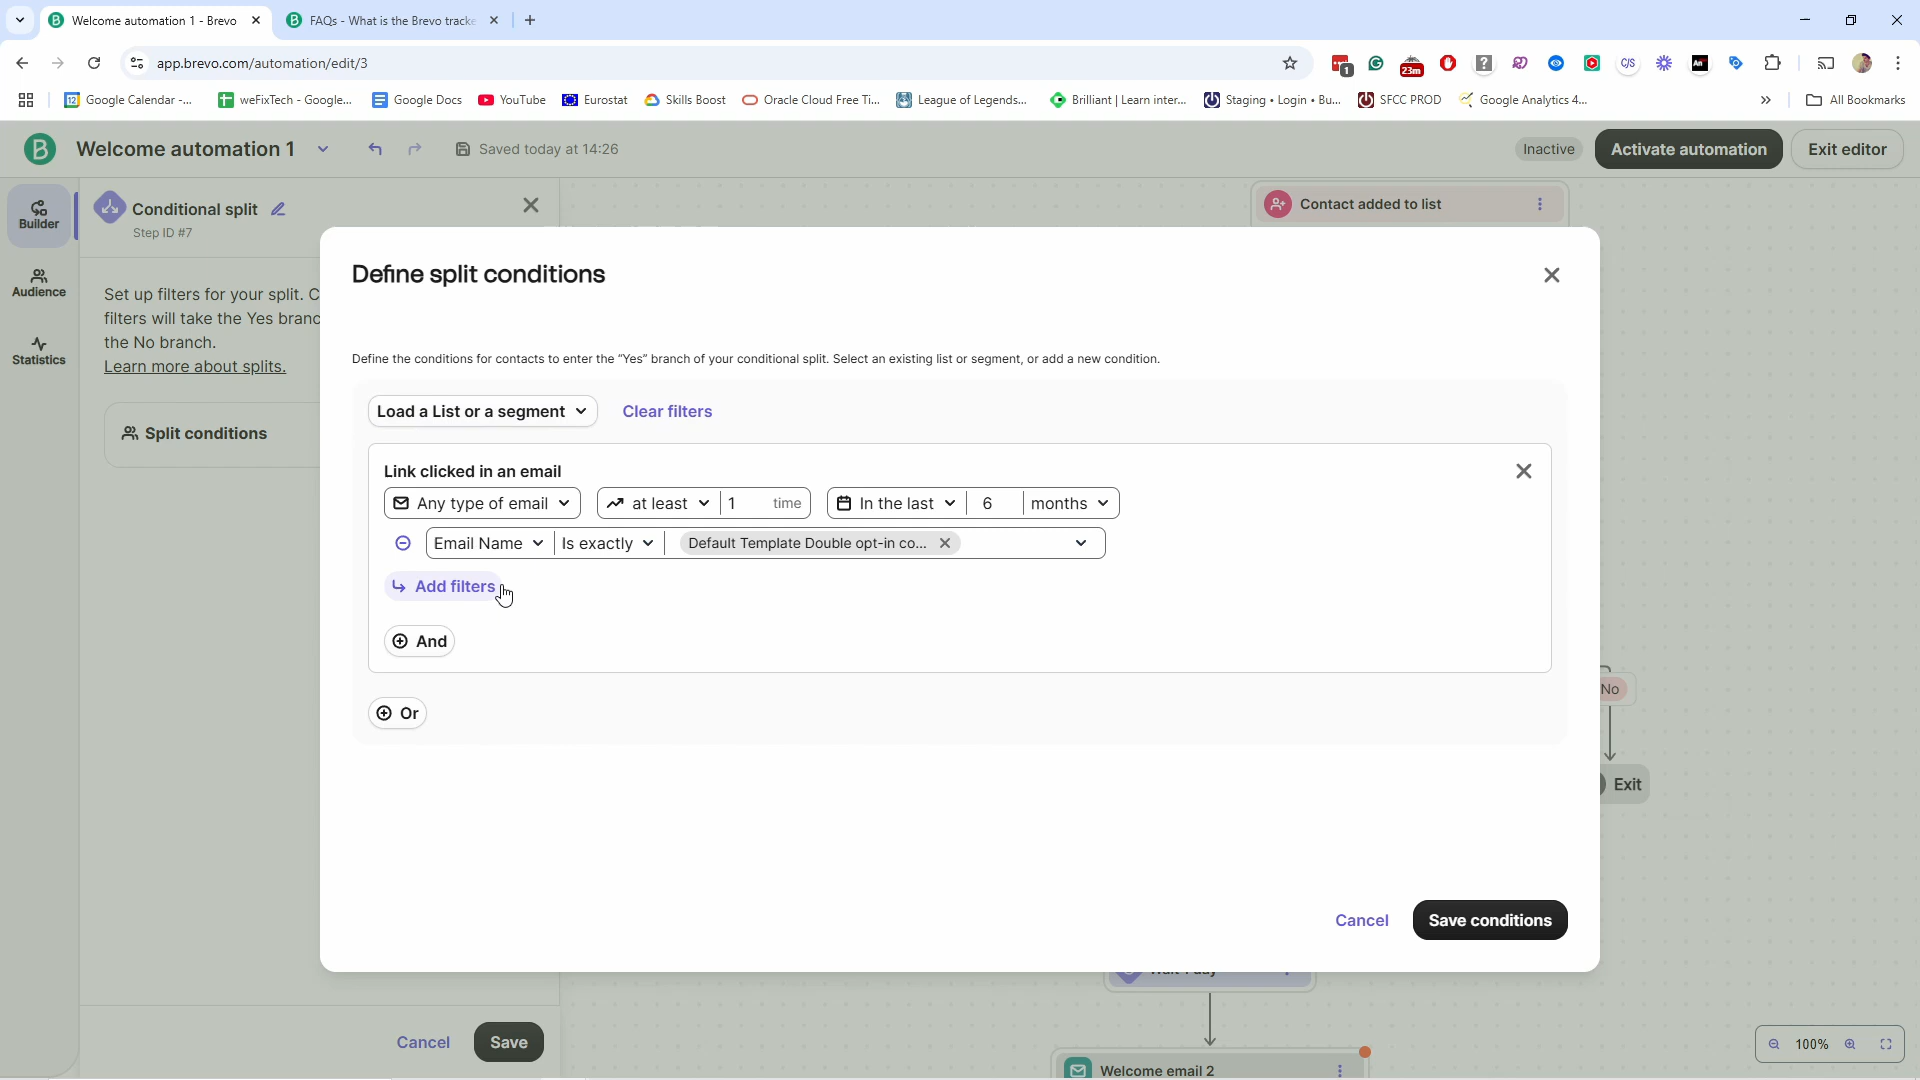 Welcome automation 1 - Brevo
FAQs - What is the Brevo tracke
app.brevo.com/automation/edit/3
1
23m
C/S
An
12
Google Calendar -...
weFixTech - Google...
Google Docs
YouTube
Eurostat
Skills Boost
Oracle Cloud Free Ti...
League of Legends...
Brilliant | Learn inter...
Staging • Login • Bu...
SFCC PROD
Google Analytics 4...
All Bookmarks
Welcome automation 1
Saved today at 14:26
Inactive
Activate automation
Exit editor
Builder
Audience
Statistics
Conditional split
Step ID #7
Set up filters for your split. C
filters will take the Yes branc
the No branch.
Learn more about splits.
Split conditions
Cancel
Save
Contact added to list
Define split conditions
Define the conditions for contacts to enter the "Yes" branch of your conditional split. Select an existing list or segment, or add a new condition.
Load a List or a segment
Clear filters
Link clicked in an email
Any type of email
at least
1
time
In the last
6
months
Email Name
Is exactly
Default Template Double opt-in co...
Add filters
And
Or
Cancel
Save conditions
No
Exit
Wait 1 day
Welcome email 2
100%